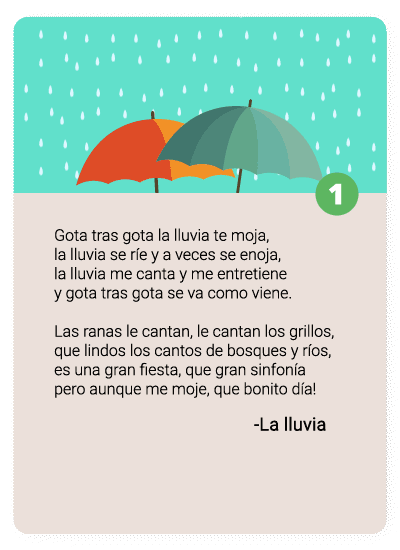 1
Gota tras gota la lluvia te moja,
la lluvia se ríe y a veces se enoja,
la lluvia me canta y me entretiene
y gota tras gota se va como viene.
Las ranas le cantan, le cantan los grillos,
que lindos los cantos de bosques y ríos,
es una gran fiesta, que gran sinfonía
pero aunque me moje, que bonito día!
-La lluvia